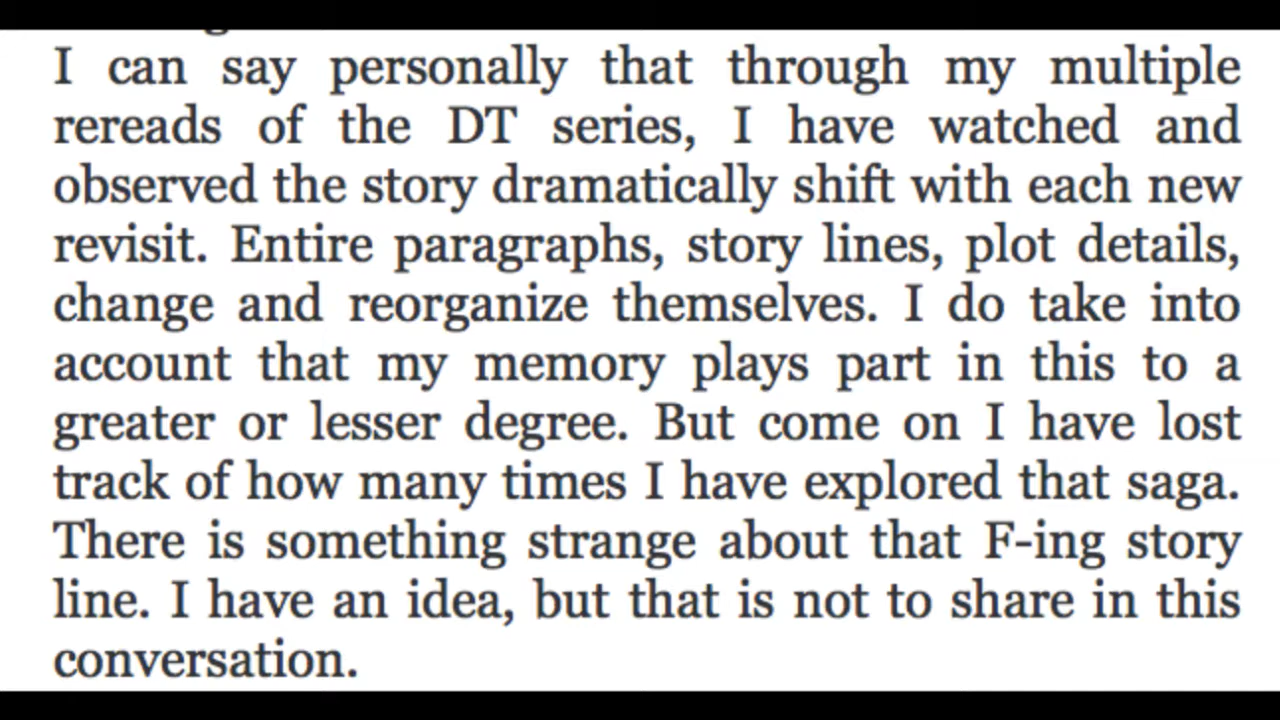 I can say personally that through my multiple
rereads of the DT series, I have watched and
observed the story dramatically shift with each new
revisit. Entire paragraphs, story lines, plot details,
change and reorganize themselves. I do take into
account that my memory plays part in this to a
greater or lesser degree. But come on I have lost
track of how many times I have explored that saga.
There is something strange about that F-ing story
line. I have an idea, but that is not to share in this
conversation.